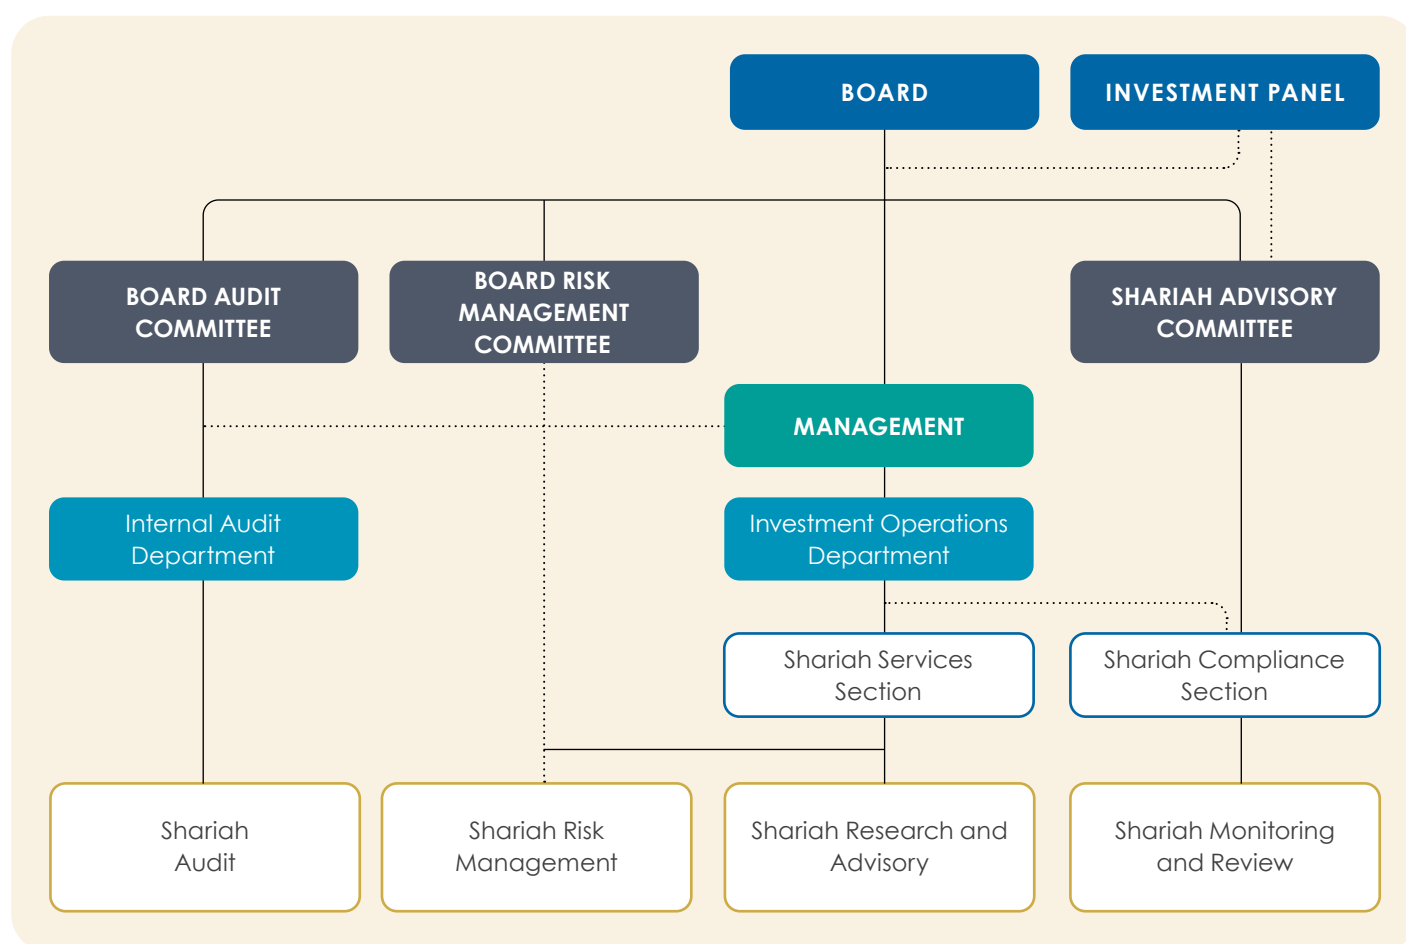 BOARD
INVESTMENT PANEL
BOARD AUDIT
COMMITTEE
BOARD RISK
MANAGEMENT
COMMITTEE
SHARIAH ADVISORY
COMMITTEE
MANAGEMENT
Internal Audit
Department
Investment Operations
Department
Shariah Services
Section
Shariah Compliance
Section
Shariah
Audit
Shariah Risk
Management
Shariah Research and
Advisory
Shariah Monitoring
and Review